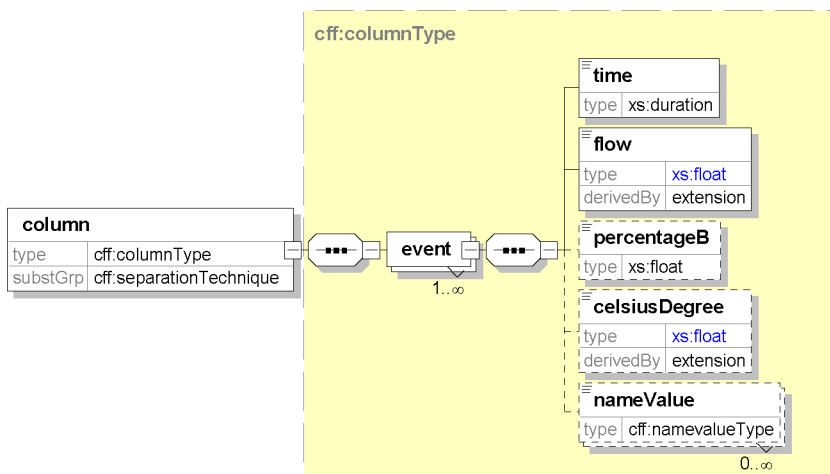 cff:columnType
time
type xs:duration
flow
type xs:float
derivedBy extension
column
type cff:columnType
substGrp cff:separationTechnique
event
1..∞
percentageB
type xs:float
celsiusDegree
type xs:float
derivedBy extension
nameValue
type cff:namevalueType
0..∞